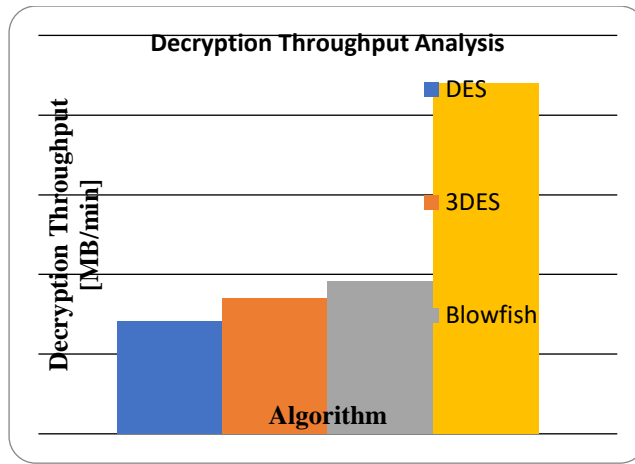 Decryption Throughput Analysis
Decryption Throughput
[MB/min]
DES
3DES
Blowfish
Algorithm